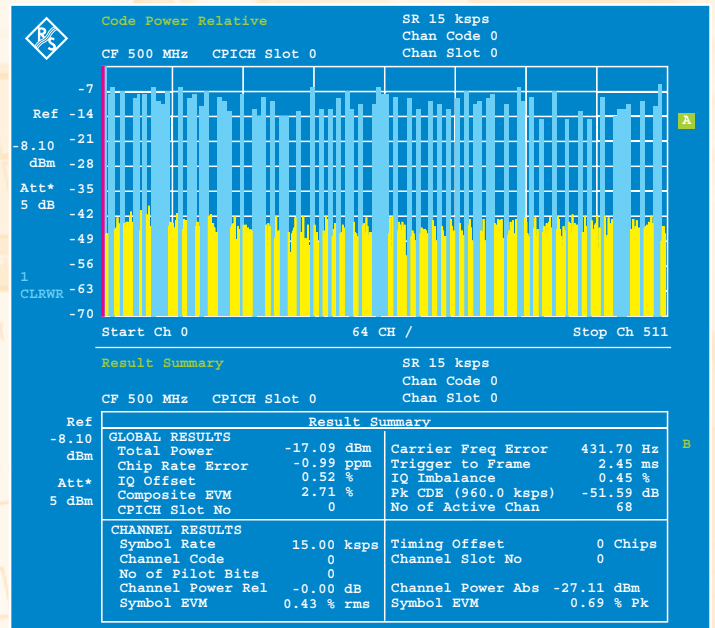 R S
Code Power Relative SR 15 ksps
Chan Code 0
CF 500 MHz CPICH Slot 0 Chan Slot 0
-7
Ref -14
-21
-8.10
dBm -28
Att* -35
5 dB -42
-49
-56
1
CLRWR -63
-70
A
Start Ch 0 64 CH / Stop Ch 511
Result Summary SR 15 ksps
Chan Code 0
CF 500 MHz CPICH Slot 0 Chan Slot 0
Ref
-8.10
dBm
Att*
5 dBm
B
Result Summary
GLOBAL RESULTS
Total Power -17.09 dBm Carrier Freq Error 431.70 Hz
Chip Rate Error -0.99 ppm Trigger to Frame 2.45 ms
IQ Offset 0.52 % IQ Imbalance 0.45 %
Composite EVM 2.71 % Pk CDE (960.0 ksps) -51.59 dB
CPICH Slot No 0 No of Active Chan 68
CHANNEL RESULTS
Symbol Rate 15.00 ksps Timing Offset 0 Chips
Channel Code 0 Channel Slot No 0
No of Pilot Bits 0
Channel Power Rel -0.00 dB Channel Power Abs -27.11 dBm
Symbol EVM 0.43 % rms Symbol EVM 0.69 % Pk